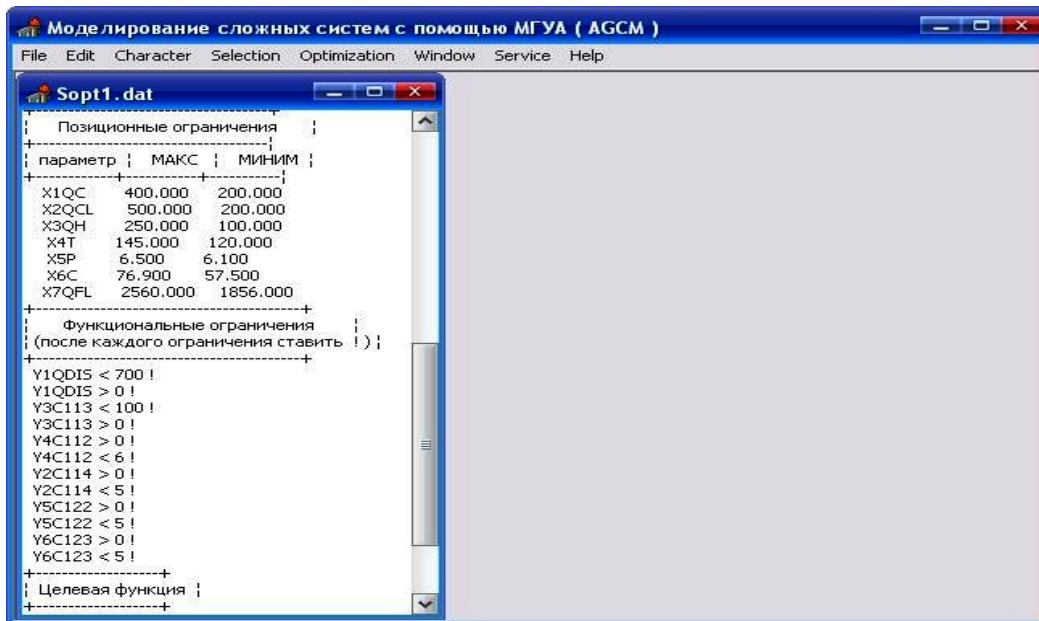 Моделирование сложных систем с помощью МГУА ( AGCM )
File Edit Character Selection Optimization Window Service Help
Sopt1.dat
+------------------------------------+
¦ Позиционные ограничения ¦
+-----------------------------------¦
¦ параметр ¦ МАКС ¦ МИНИМ ¦
+------------+-----------+----------¦
X1QC 400.000 200.000
X2QCL 500.000 200.000
X3QH 250.000 100.000
X4T 145.000 120.000
X5P 6.500 6.100
X6C 76.900 57.500
X7QFL 2560.000 1856.000
+----------------------------------------+
¦ Функциональные ограничения ¦
¦ (после каждого ограничения ставить ! ) ¦
+----------------------------------------+
Y1QDIS < 700 !
Y1QDIS > 0 !
Y3C113 < 100 !
Y3C113 > 0 !
Y4C112 > 0 !
Y4C112 < 6 !
Y2C114 > 0 !
Y2C114 < 5 !
Y5C122 > 0 !
Y5C122 < 5 !
Y6C123 > 0 !
Y6C123 < 5 !
+-------------------+
¦ Целевая функция ¦
+-------------------+